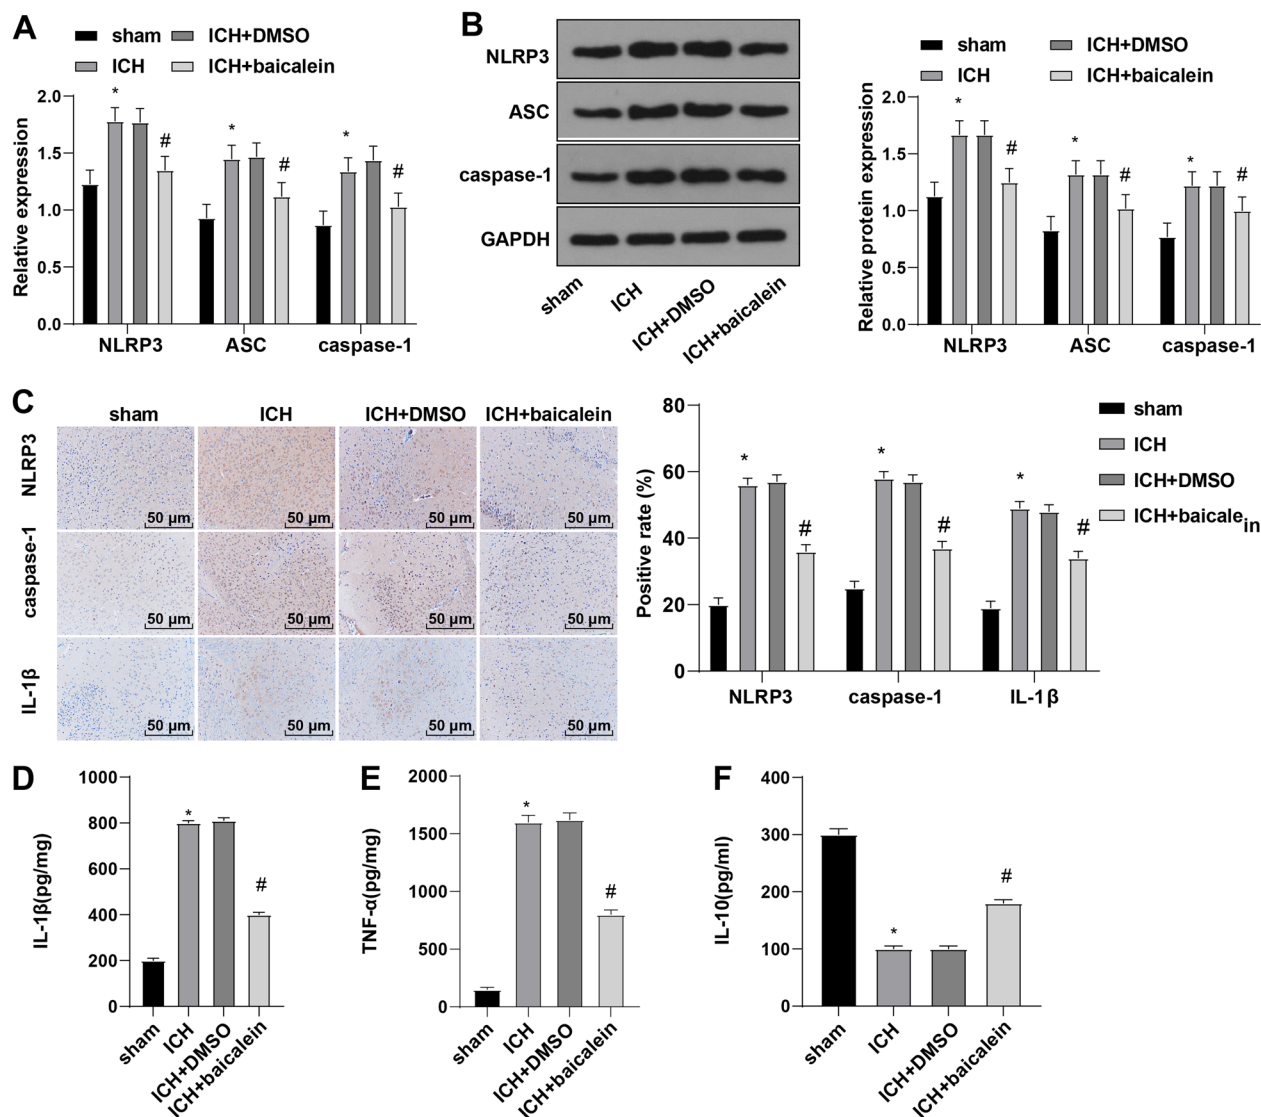 A
sham
ICH+DMSO
ICH
ICH+baicalein
Relative expression
2.0
1.5
1.0
0.5
0.0
*
#
*
#
*
#
NLRP3
ASC
caspase-1
B
NLRP3
ASC
caspase-1
GAPDH
sham
ICH
ICH+DMSO
ICH+baicalein
sham
ICH+DMSO
ICH
ICH+baicalein
Relative protein expression
2.0
1.5
1.0
0.5
0.0
*
#
*
#
*
#
NLRP3
ASC
caspase-1
C
sham
ICH
ICH+DMSO
ICH+baicalein
NLRP3
50 µm
50 µm
50 µm
50 µm
caspase-1
50 µm
50 µm
50 µm
50 µm
IL-1β
50 µm
50 µm
50 µm
50 µm
Positive rate (%)
80
60
40
20
0
*
#
*
#
*
#
NLRP3
caspase-1
IL-1β
sham
ICH
ICH+DMSO
ICH+baicalein
D
IL-1β(pg/mg)
1000
800
600
400
200
0
*
#
sham
ICH
ICH+DMSO
ICH+baicalein
E
TNF-α(pg/mg)
2000
1500
1000
500
0
*
#
sham
ICH
ICH+DMSO
ICH+baicalein
F
IL-10(pg/ml)
400
300
200
100
0
*
#
sham
ICH
ICH+DMSO
ICH+baicalein